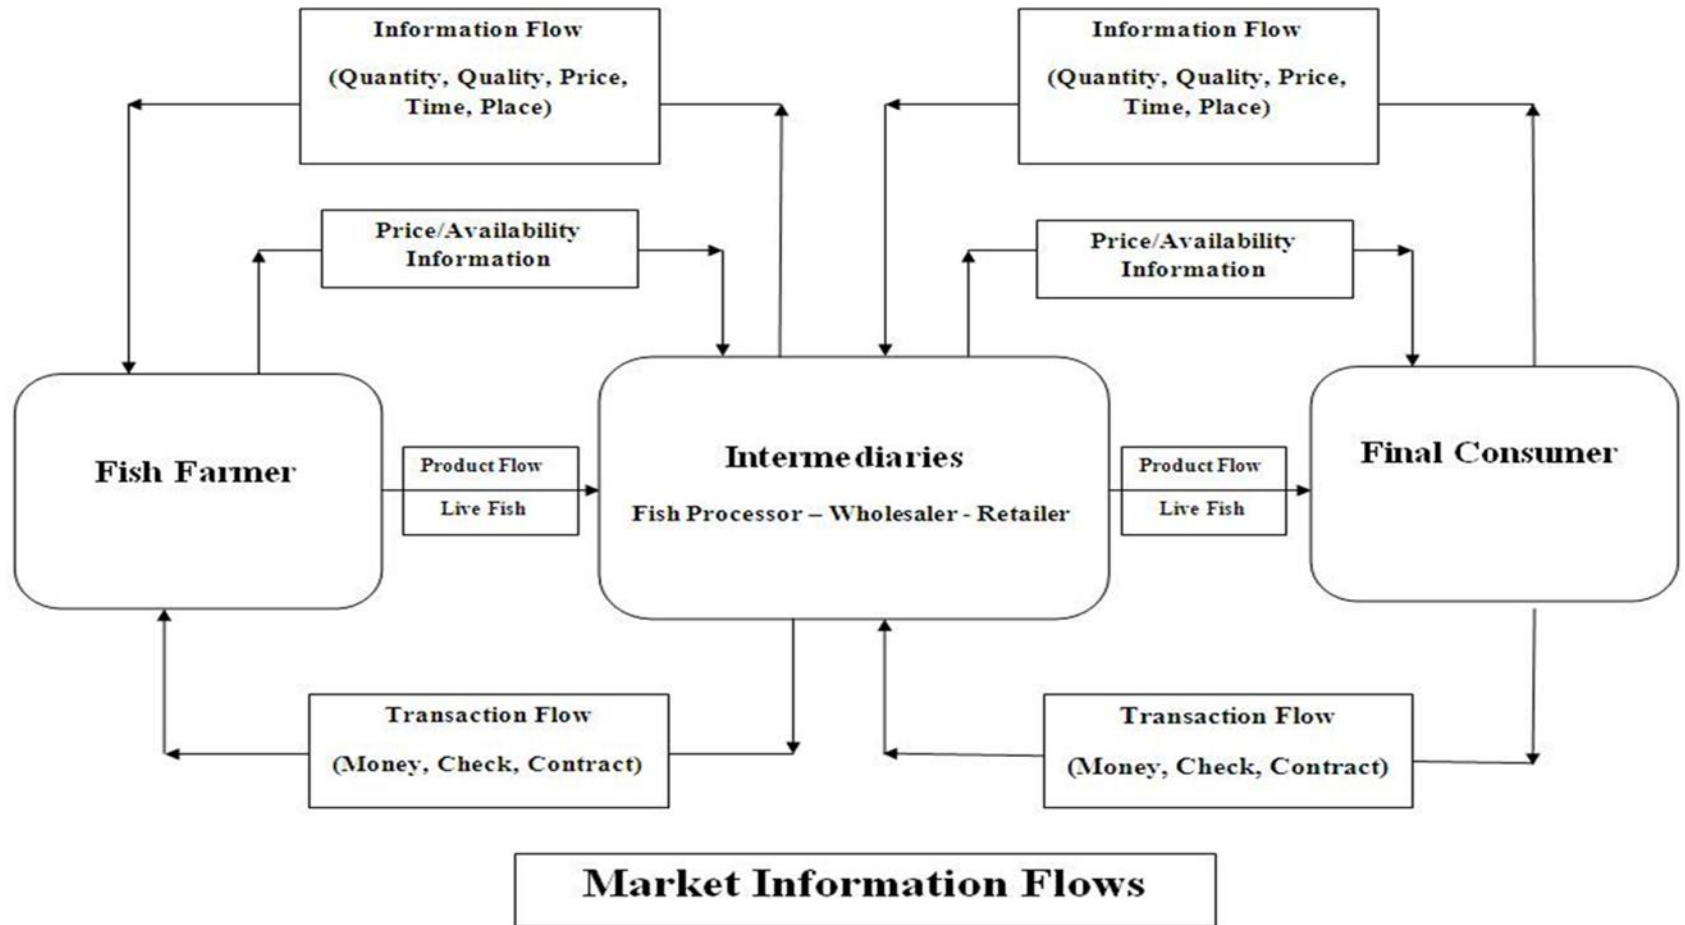 Information Flow
(Quantity, Quality, Price,
Time, Place)
Information Flow
(Quantity, Quality, Price,
Time, Place)
Price/Availability
Information
Price/Availability
Information
Fish Farmer
Product Flow
Live Fish
Intermediaries
Fish Processor – Wholesaler - Retailer
Product Flow
Live Fish
Final Consumer
Transaction Flow
(Money, Check, Contract)
Transaction Flow
(Money, Check, Contract)
Market Information Flows